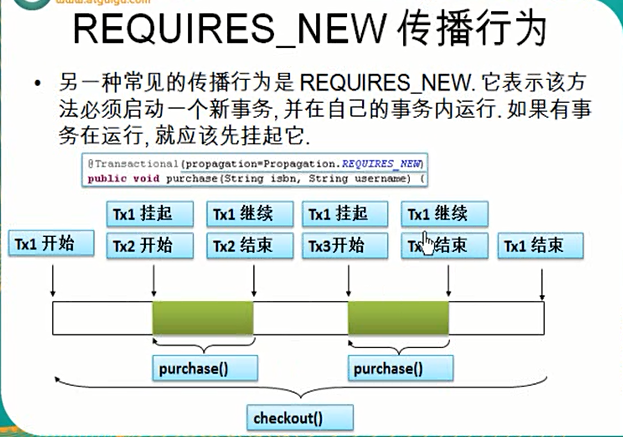 www.atguigu.com
REQUIRES_NEW 传播行为
• 另一种常见的传播行为是 REQUIRES_NEW. 它表示该方
法必须启动一个新事务, 并在自己的事务内运行. 如果有事
务在运行, 就应该先挂起它.
@Transactional(propagation=Propagation.REQUIRES_NEW)
public void purchase(String isbn, String username) {
Tx1 挂起 Tx1 继续 Tx1 挂起 Tx1 继续
Tx1 开始 Tx2 开始 Tx2 结束 Tx3开始 结束 Tx1 结束
purchase() purchase()
checkout()